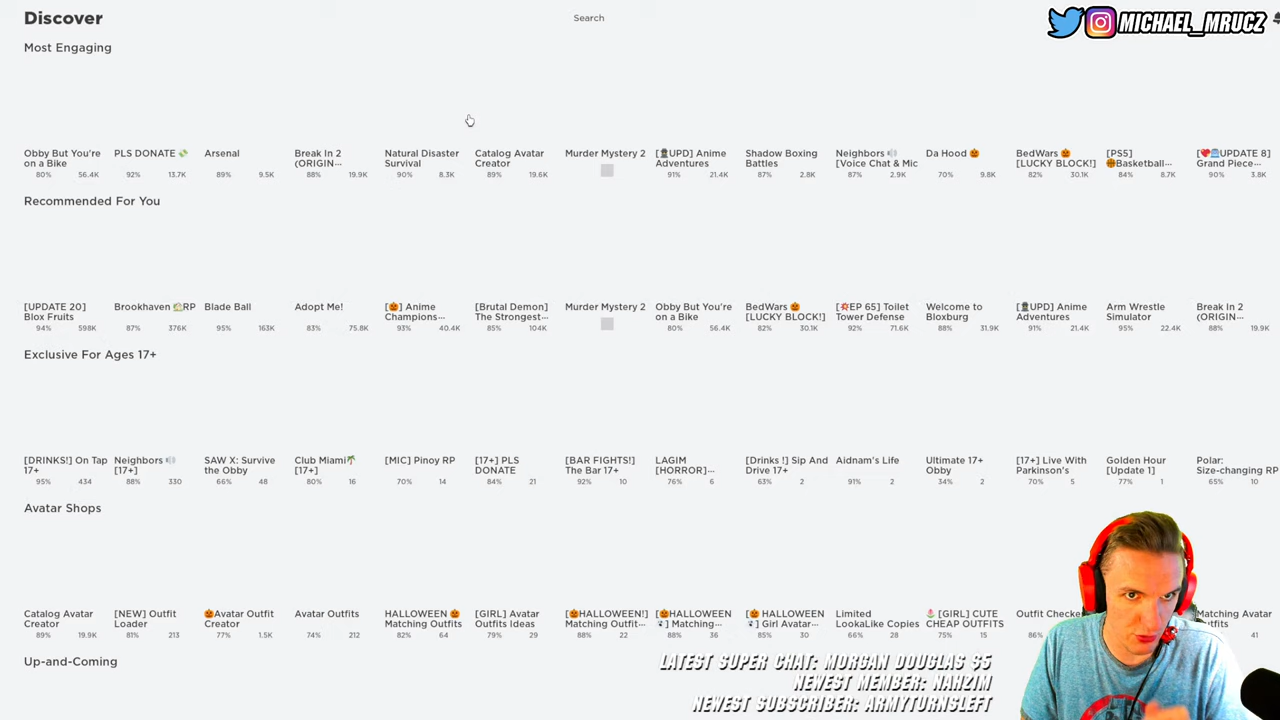 Discover
Search
MICHAEL_MRUCZ
Most Engaging
Obby But You're on a Bike
80% 56.4K
PLS DONATE 💸
92% 13.7K
Arsenal
89% 9.5K
Break In 2 (ORIGIN...
88% 19.9K
Natural Disaster Survival
90% 8.3K
Catalog Avatar Creator
89% 19.6K
Murder Mystery 2
UPD] Anime Adventures
91% 21.4K
Shadow Boxing Battles
87% 2.8K
Neighbors 🔊 [Voice Chat & Mic
87% 2.9K
Da Hood 🎃
70% 9.8K
BedWars 🎃 [LUCKY BLOCK!]
82% 30.1K
[PS5] 🏀Basketball...
84% 8.7K
UPDATE 8] Grand Piece...
90% 3.8K
Recommended For You
[UPDATE 20] Blox Fruits
94% 598K
Brookhaven 🏡RP
87% 376K
Blade Ball
95% 163K
Adopt Me!
83% 75.8K
[🎃] Anime Champions...
93% 40.4K
[Brutal Demon] The Strongest...
85% 104K
Murder Mystery 2
Obby But You're on a Bike
80% 56.4K
BedWars 🎃 [LUCKY BLOCK!]
82% 30.1K
[💥EP 65] Toilet Tower Defense
92% 71.6K
Welcome to Bloxburg
88% 31.9K
UPD] Anime Adventures
91% 21.4K
Arm Wrestle Simulator
95% 22.4K
Break In 2 (ORIGIN...
88% 19.9K
Exclusive For Ages 17+
[DRINKS!] On Tap 17+
95% 434
Neighbors 🔊 [17+]
88% 330
SAW X: Survive the Obby
66% 48
Club Miami🌴 [17+]
80% 16
[MIC] Pinoy RP
70% 14
[17+] PLS DONATE
84% 21
[BAR FIGHTS!] The Bar 17+
92% 10
LAGIM [HORROR]...
76% 6
[Drinks !] Sip And Drive 17+
63% 2
Aidnam's Life
91% 2
Ultimate 17+ Obby
34% 2
[17+] Live With Parkinson's
70% 5
Golden Hour [Update 1]
77% 1
Polar: Size-changing RP
65% 10
Avatar Shops
Catalog Avatar Creator
89% 19.9K
[NEW] Outfit Loader
81% 213
🎃Avatar Outfit Creator
77% 1.5K
Avatar Outfits
74% 212
HALLOWEEN 🎃 Matching Outfits
82% 64
[GIRL] Avatar Outfits Ideas
79% 29
[🎃HALLOWEEN!] Matching Outfit...
88% 22
[🎃HALLOWEEN ] Matching...
88% 36
[🎃 HALLOWEEN ] Girl Avatar...
85% 30
Limited LookaLike Copies
66% 28
[GIRL] CUTE CHEAP OUTFITS
75% 15
Outfit Checke
86%
Matching Avatar
41
Up-and-Coming
LATEST SUPER CHAT: MORGAN DOUGLAS $5
NEWEST MEMBER: NAHZIM
NEWEST SUBSCRIBER: ARMYTURNSLEFT